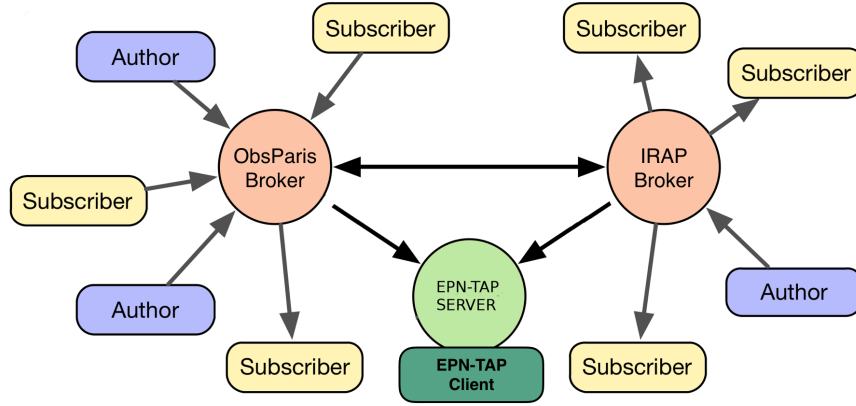 Subscriber
Subscriber
Author
Subscriber
ObsParis
Broker
IRAP
Broker
Subscriber
EPN-TAP
SERVER
Author
Author
Subscriber
EPN-TAP
Client
Subscriber